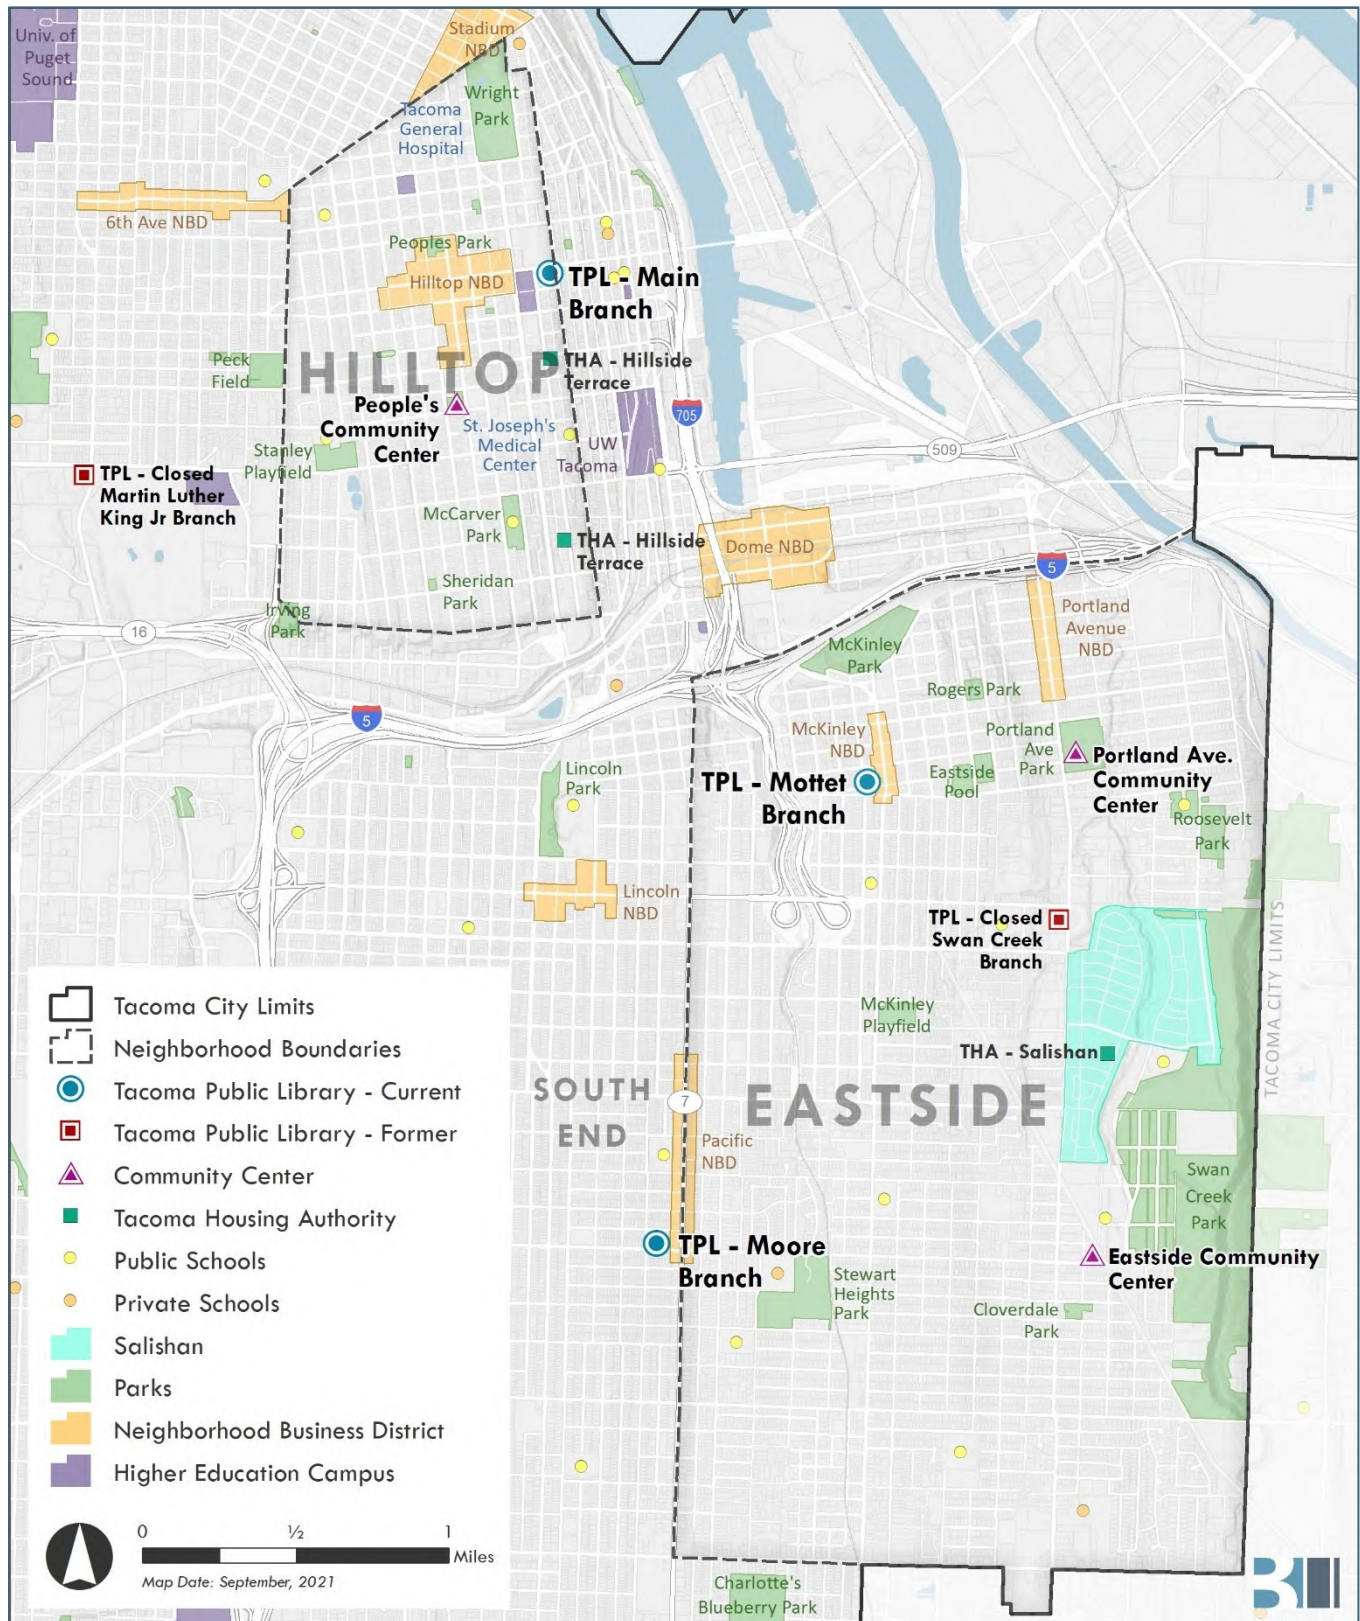 Univ. of
Puget
Sound
Stadium
NBD
Wright
Park
Tacoma
General
Hospital
6th Ave NBD
Peoples Park
Hilltop NBD
TPL - Main
Branch
HILLTOP
Peck
Field
THA - Hillside
Terrace
People's
Community
Center
St. Joseph's
Medical
Center
UW
Tacoma
705
509
Stanley
Playfield
TPL - Closed
Martin Luther
King Jr Branch
McCarver
Park
THA - Hillside
Terrace
Dome NBD
Sheridan
Park
Irving
Park
16
5
5
Portland
Avenue
NBD
McKinley
Park
Rogers Park
McKinley
NBD
Portland
Ave
Park
Portland Ave.
Community
Center
Lincoln
Park
TPL - Mottet
Branch
Eastside
Pool
Roosevelt
Park
Lincoln
NBD
TPL - Closed
Swan Creek
Branch
TACOMA CITY LIMITS
McKinley
Playfield
THA - Salishan
SOUTH
END
7
EASTSIDE
Pacific
NBD
Swan
Creek
Park
TPL - Moore
Branch
Stewart
Heights
Park
Eastside Community
Center
Cloverdale
Park
Charlotte's
Blueberry Park
Tacoma City Limits
Neighborhood Boundaries
Tacoma Public Library - Current
Tacoma Public Library - Former
Community Center
Tacoma Housing Authority
Public Schools
Private Schools
Salishan
Parks
Neighborhood Business District
Higher Education Campus
0 ½ 1
Miles
Map Date: September, 2021